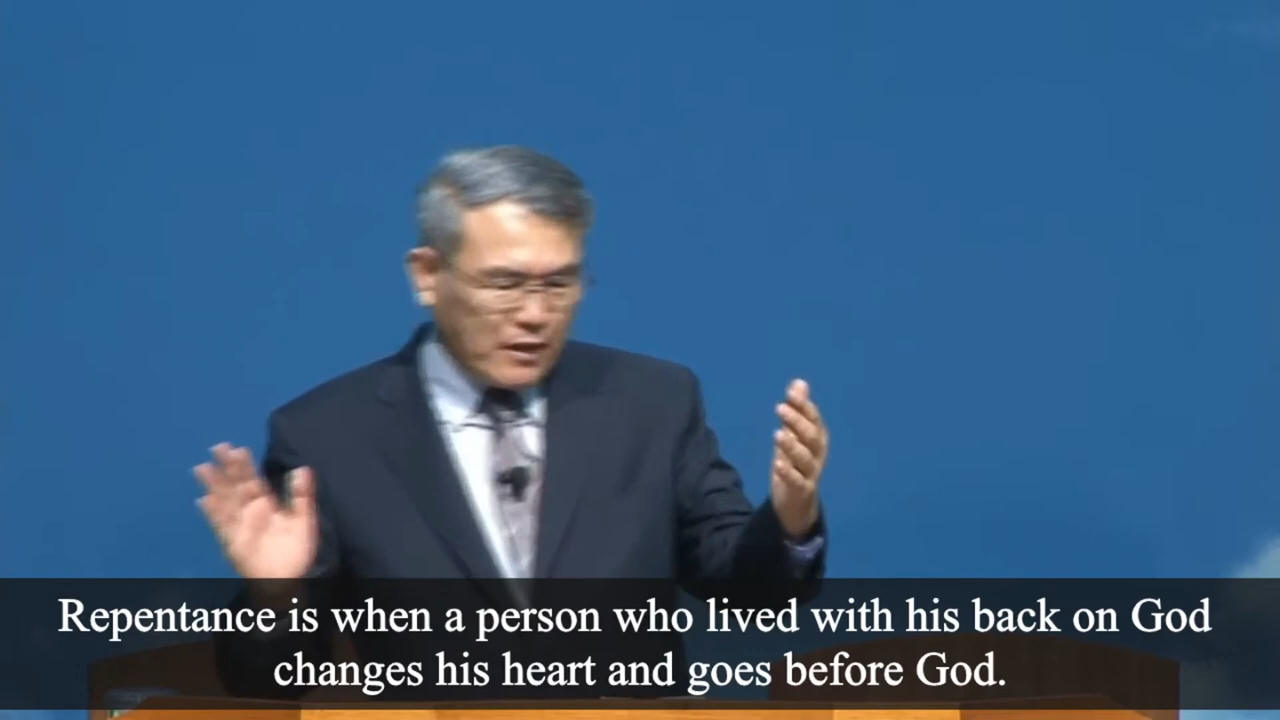 Repentance is when a person who lived with his back on God
changes his heart and goes before God.